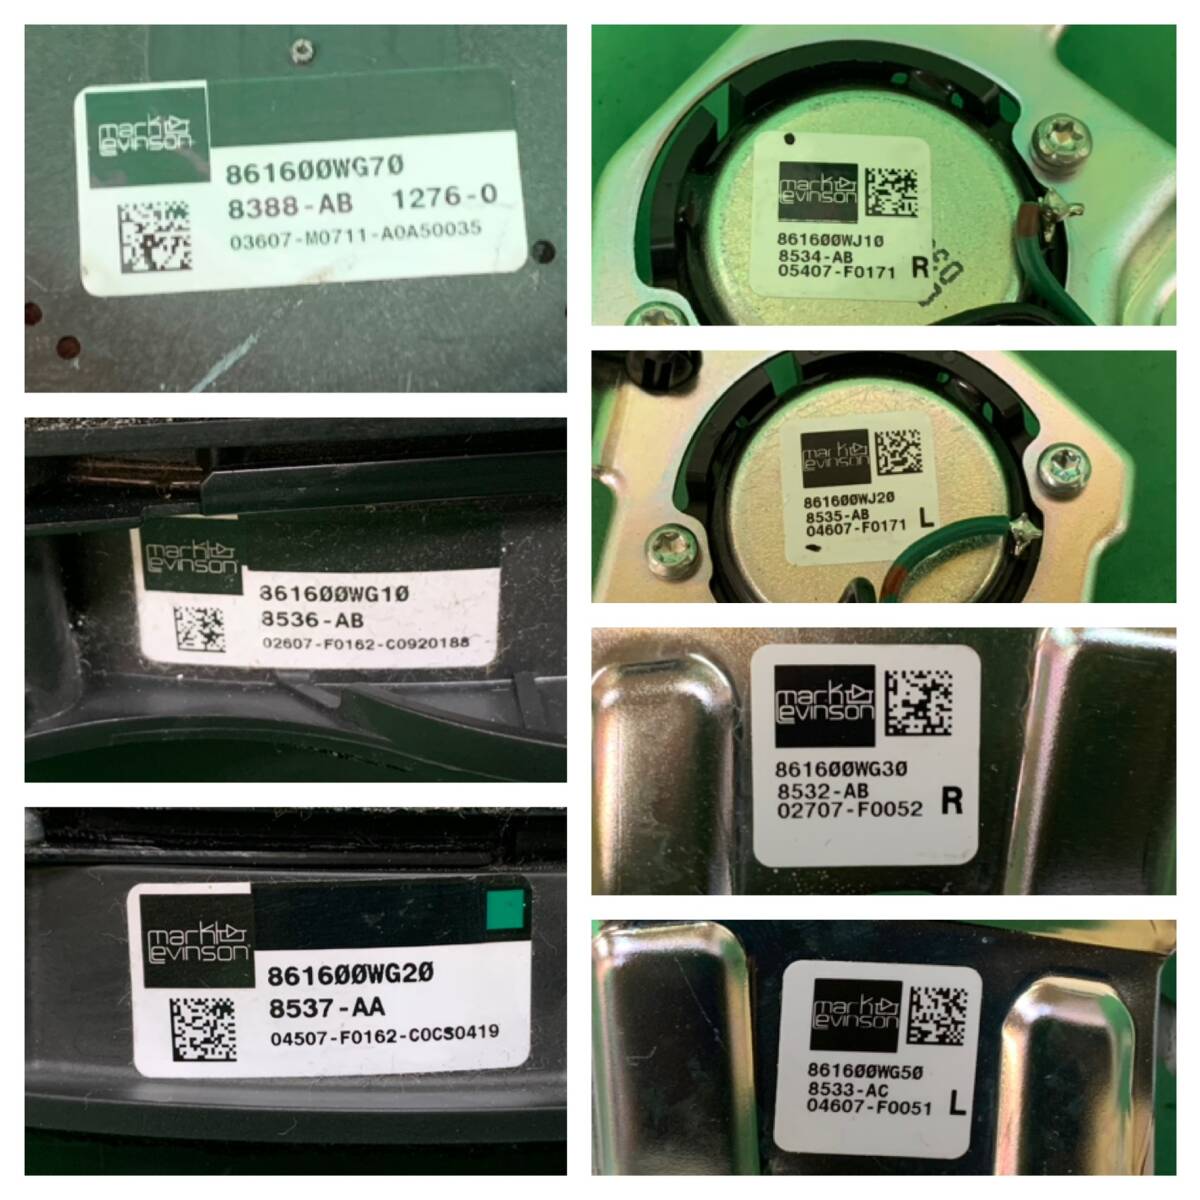 mark
levinson
861600WG70
8388-AB 1276-0
03607-M0711-A0A50035
mark
levinson
861600WG10
8536-AB
02607-F0162-C0920188
mark
levinson
861600WG20
8537-AA
04507-F0162-C0CS0419
mark
levinson
861600WJ10
8534-AB
05407-F0171 R
mark
levinson
861600WJ20
8535-AB
04607-F0171 L
mark
levinson
861600WG30
8532-AB
02707-F0052 R
mark
levinson
861600WG50
8533-AC
04607-F0051 L